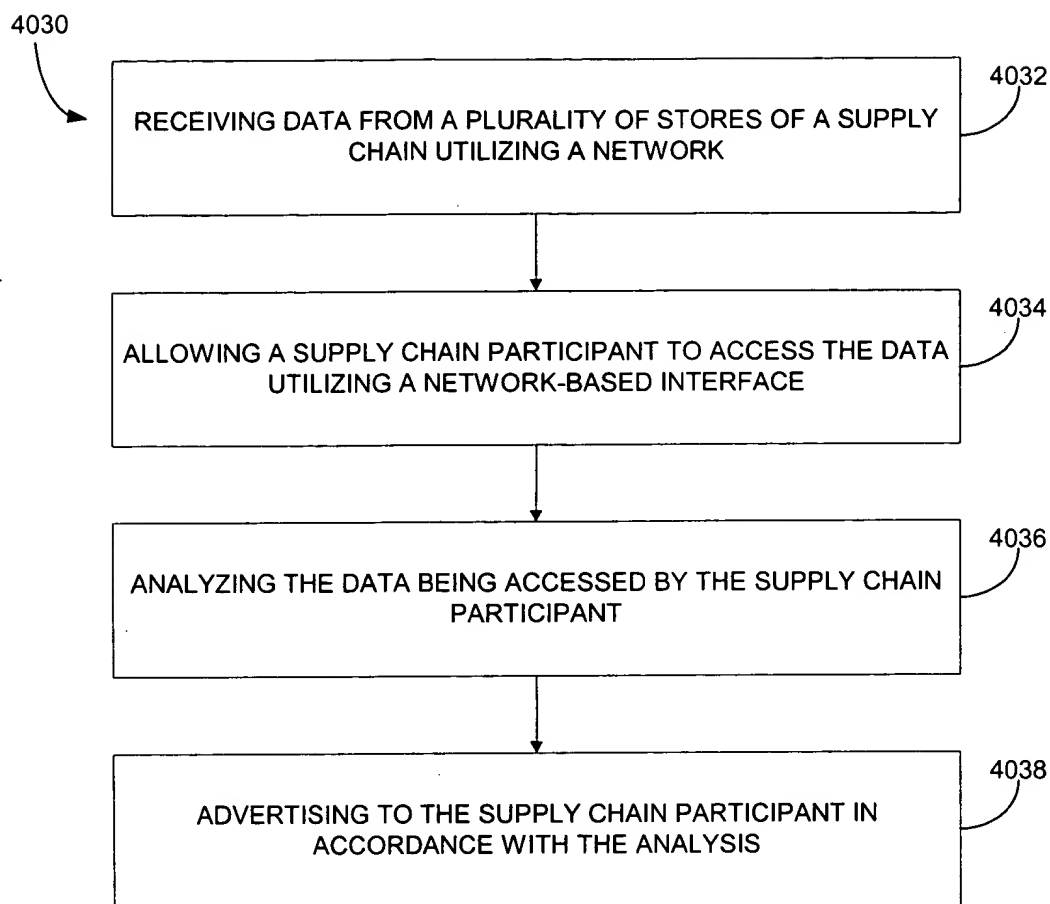 4030
4032
RECEIVING DATA FROM A PLURALITY OF STORES OF A SUPPLY
CHAIN UTILIZING A NETWORK
4034
ALLOWING A SUPPLY CHAIN PARTICIPANT TO ACCESS THE DATA
UTILIZING A NETWORK-BASED INTERFACE
4036
ANALYZING THE DATA BEING ACCESSED BY THE SUPPLY CHAIN
PARTICIPANT
4038
ADVERTISING TO THE SUPPLY CHAIN PARTICIPANT IN
ACCORDANCE WITH THE ANALYSIS